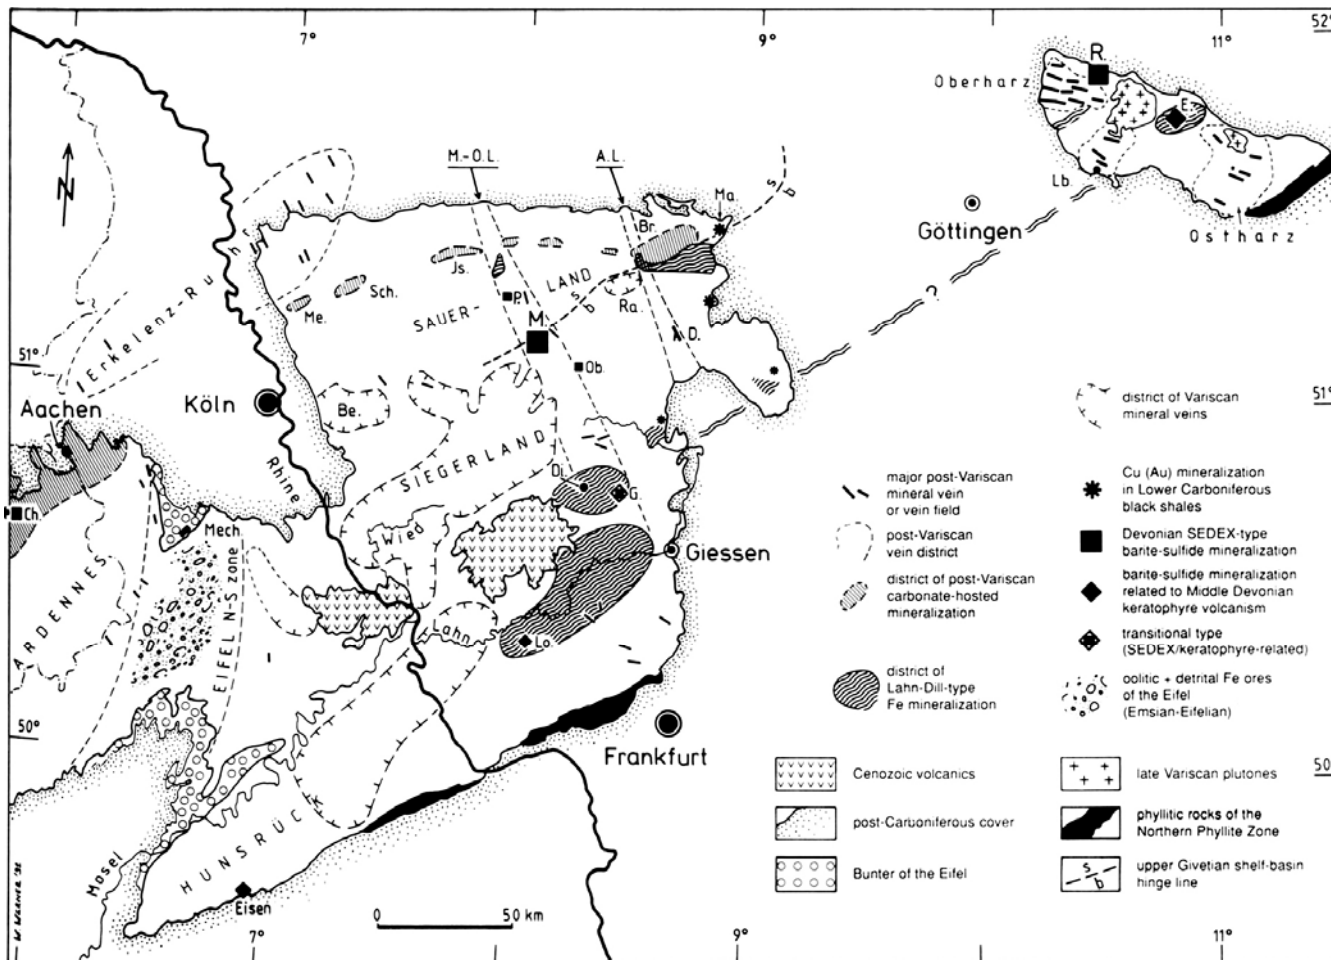 7°
9°
11°
52°
R.
Oberharz
E.
M.-O.L.
A.L.
s
b
Ma.
Lb.
N
Br.
Göttingen
Ostharz
Js.
Erkelenz-Ruhr
Sch.
LAND
s
b
Ra.
?
P.
Me.
SAUER-
M.
A.D.
51°
Ob.
51°
Aachen
Köln
Be.
district of Variscan
mineral veins
SIEGERLAND
Rhine
Di.
G.
major post-Variscan
mineral vein
or vein field
Cu (Au) mineralization
in Lower Carboniferous
black shales
Ch.
Mech.
Wied
Giessen
post-Variscan
vein district
Devonian SEDEX-type
barite-sulfide mineralization
district of post-Variscan
carbonate-hosted
mineralization
barite-sulfide mineralization
related to Middle Devonian
keratophyre volcanism
ARDENNES
EIFEL N-S zone
Lahn
Lo.
transitional type
(SEDEX/keratophyre-related)
district of
Lahn-Dill-type
Fe mineralization
oolitic + detrital Fe ores
of the Eifel
(Emsian-Eifelian)
50°
Frankfurt
50
Cenozoic volcanics
late Variscan plutones
post-Carboniferous cover
phyllitic rocks of the
Northern Phyllite Zone
HUNSRÜCK
Mosel
Bunter of the Eifel
s
b
upper Givetian shelf-basin
hinge line
Eisen
0
50 km
W. WERNER
7°
9°
11°